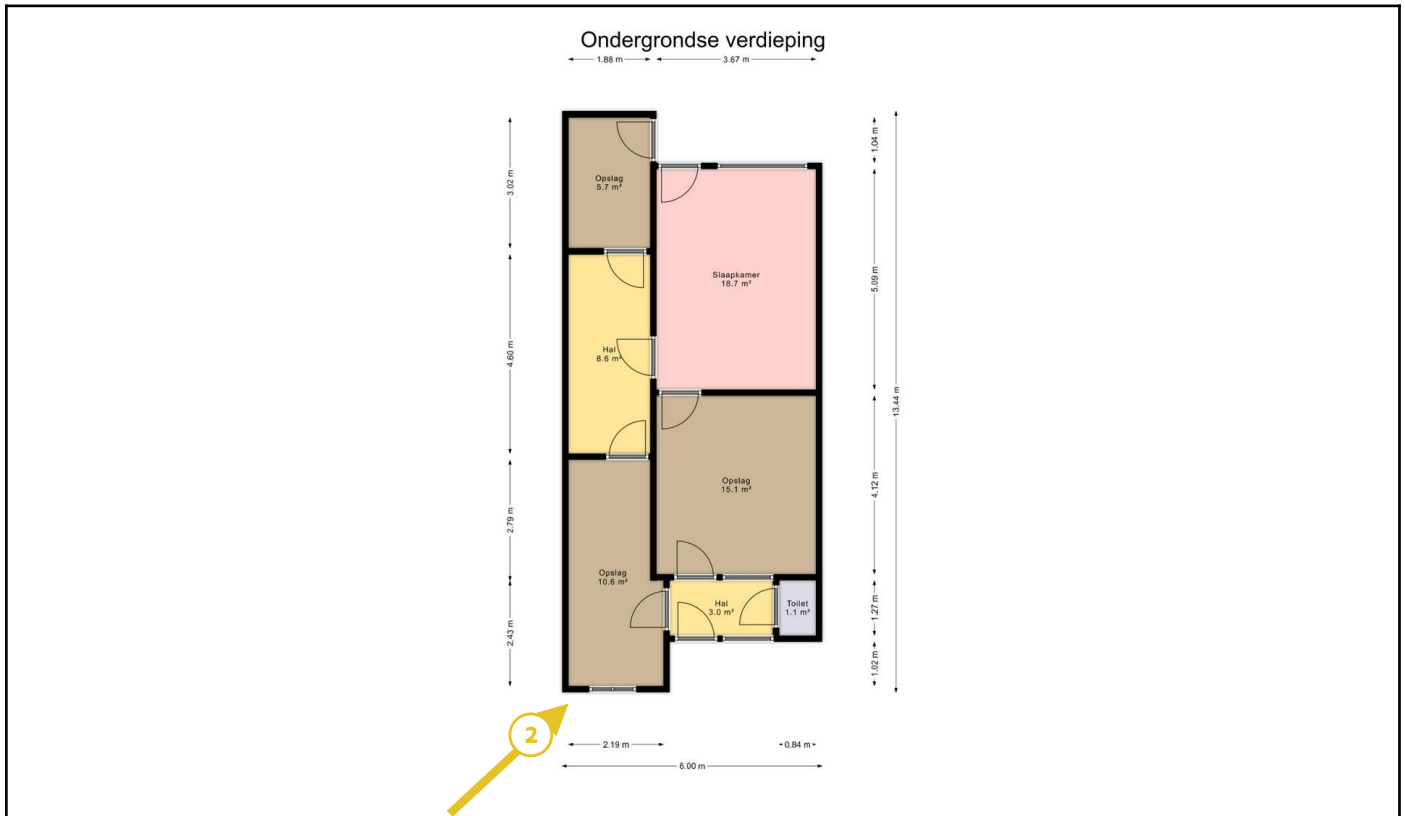 Ondergrondse verdieping
1.88 m
3.67 m
1.04 m
3.02 m
Opslag
5.7 m²
Slaapkamer
18.7 m²
5.09 m
4.60 m
Hal
8.6 m²
13.44 m
Opslag
15.1 m²
4.12 m
2.79 m
Opslag
10.6 m²
Hal
3.0 m²
Toilet
1.1 m²
1.27 m
2.43 m
1.02 m
2
2.19 m
0.84 m
6.00 m